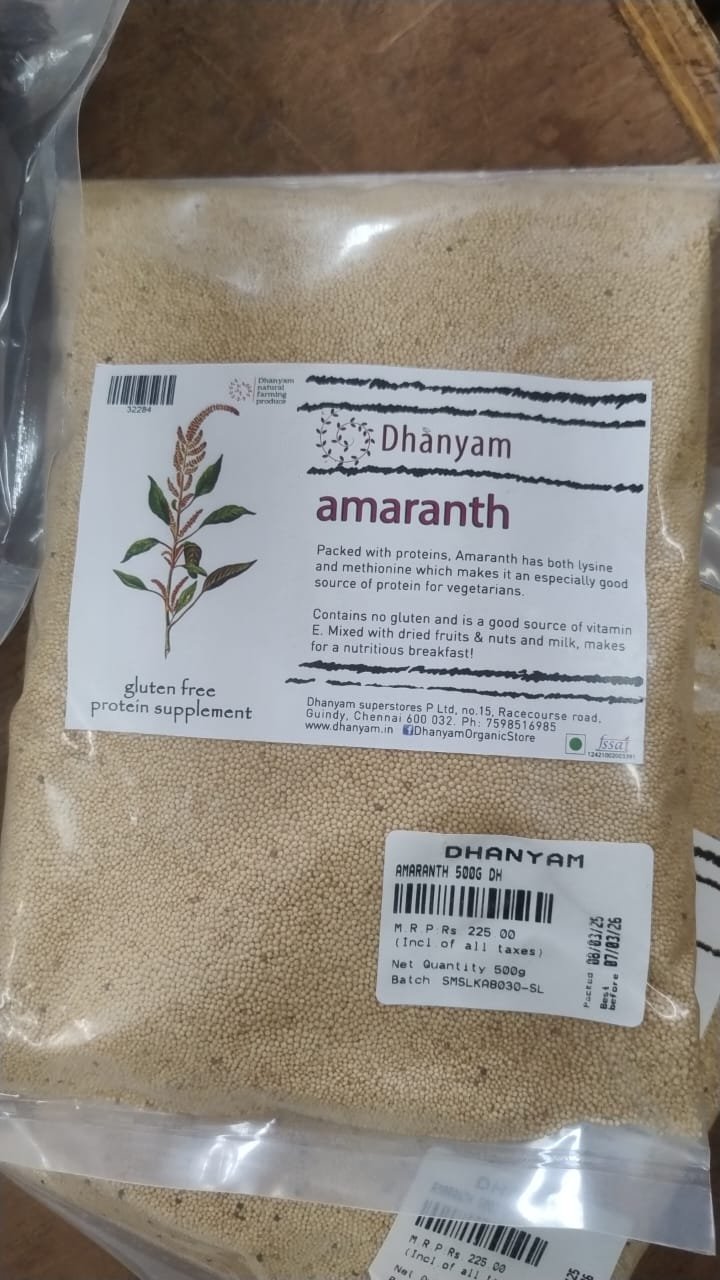 32284
Dhanyam
natural
farming
produce
Dhanyam
amaranth
Packed with proteins, Amaranth has both lysine
and methionine which makes it an especially good
source of protein for vegetarians.
Contains no gluten and is a good source of vitamin
E. Mixed with dried fruits & nuts and milk, makes
for a nutritious breakfast!
gluten free
protein supplement
Dhanyam superstores P Ltd, no.15, Racecourse road,
Guindy, Chennai 600 032. Ph: 7598516985
www.dhanyam.in DhanyamOrganicStore
fssai
DHANYAM
AMARANTH 500G DH
M R P Rs 225 00
(Incl of all taxes)
Net Quantity 500g
Batch SMSLKAB030-SL
Packed 08/03/25
Best before 07/03/26
M R P Rs 225 00
(Incl of all